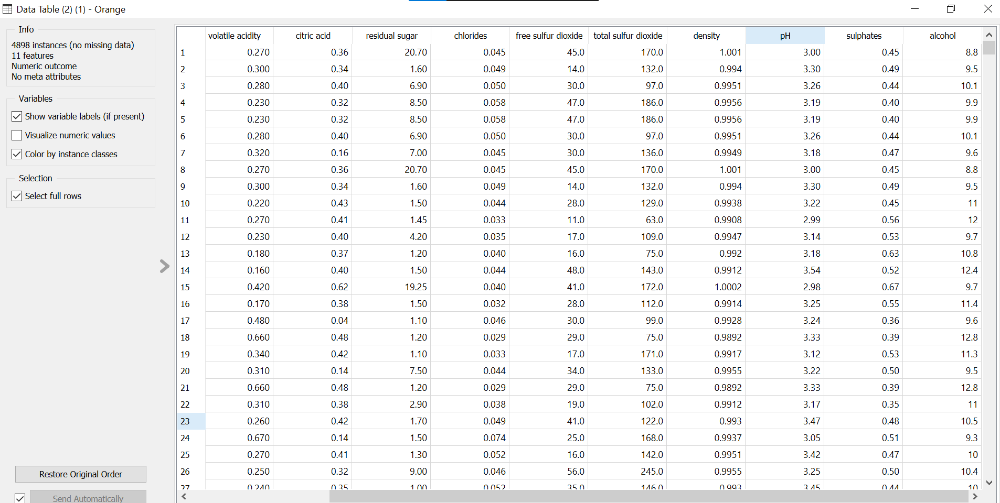 Data Table (2) (1) - Orange
Info
4898 instances (no missing data)
11 features
Numeric outcome
No meta attributes
Variables
Show variable labels (if present)
Visualize numeric values
Color by instance classes
Selection
Select full rows
Restore Original Order
Send Automatically
volatile acidity citric acid residual sugar chlorides free sulfur dioxide total sulfur dioxide density pH sulphates alcohol
1 0.270 0.36 20.70 0.045 45.0 170.0 1.001 3.00 0.45 8.8
2 0.300 0.34 1.60 0.049 14.0 132.0 0.994 3.30 0.49 9.5
3 0.280 0.40 6.90 0.050 30.0 97.0 0.9951 3.26 0.44 10.1
4 0.230 0.32 8.50 0.058 47.0 186.0 0.9956 3.19 0.40 9.9
5 0.230 0.32 8.50 0.058 47.0 186.0 0.9956 3.19 0.40 9.9
6 0.280 0.40 6.90 0.050 30.0 97.0 0.9951 3.26 0.44 10.1
7 0.320 0.16 7.00 0.045 30.0 136.0 0.9949 3.18 0.47 9.6
8 0.270 0.36 20.70 0.045 45.0 170.0 1.001 3.00 0.45 8.8
9 0.300 0.34 1.60 0.049 14.0 132.0 0.994 3.30 0.49 9.5
10 0.220 0.43 1.50 0.044 28.0 129.0 0.9938 3.22 0.45 11
11 0.270 0.41 1.45 0.033 11.0 63.0 0.9908 2.99 0.56 12
12 0.230 0.40 4.20 0.035 17.0 109.0 0.9947 3.14 0.53 9.7
13 0.180 0.37 1.20 0.040 16.0 75.0 0.992 3.18 0.63 10.8
14 0.160 0.40 1.50 0.044 48.0 143.0 0.9912 3.54 0.52 12.4
15 0.420 0.62 19.25 0.040 41.0 172.0 1.0002 2.98 0.67 9.7
16 0.170 0.38 1.50 0.032 28.0 112.0 0.9914 3.25 0.55 11.4
17 0.480 0.04 1.10 0.046 30.0 99.0 0.9928 3.24 0.36 9.6
18 0.660 0.48 1.20 0.029 29.0 75.0 0.9892 3.33 0.39 12.8
19 0.340 0.42 1.10 0.033 17.0 171.0 0.9917 3.12 0.53 11.3
20 0.310 0.14 7.50 0.044 34.0 133.0 0.9955 3.22 0.50 9.5
21 0.660 0.48 1.20 0.029 29.0 75.0 0.9892 3.33 0.39 12.8
22 0.310 0.38 2.90 0.038 19.0 102.0 0.9912 3.17 0.35 11
23 0.260 0.42 1.70 0.049 41.0 122.0 0.993 3.47 0.48 10.5
24 0.670 0.14 1.50 0.074 25.0 168.0 0.9937 3.05 0.51 9.3
25 0.270 0.41 1.30 0.052 16.0 142.0 0.9951 3.42 0.47 10
26 0.250 0.32 9.00 0.046 56.0 245.0 0.9955 3.25 0.50 10.4
27 0.240 0.35 1.00 0.052 35.0 146.0 0.993 3.45 0.44 10